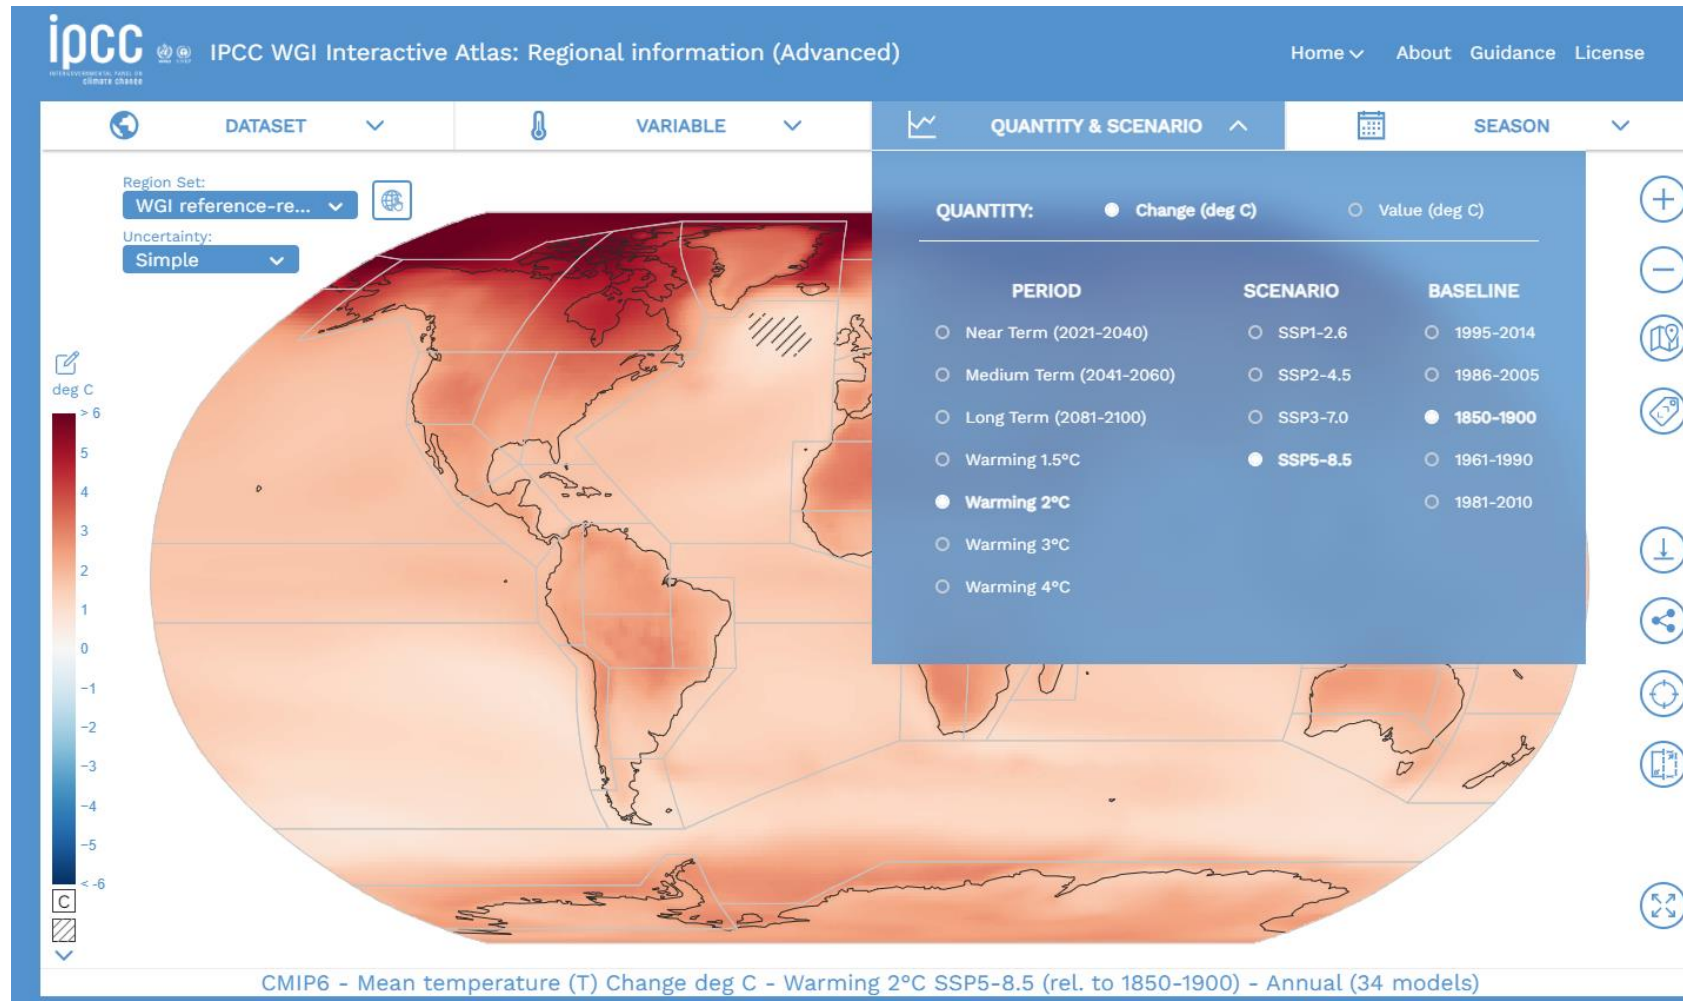 ipcc
INTERGOVERNMENTAL PANEL ON
climate change
IPCC WGI Interactive Atlas: Regional information (Advanced)
Home About Guidance License
DATASET VARIABLE QUANTITY & SCENARIO SEASON
Region Set:
WGI reference-re...
Uncertainty:
Simple
QUANTITY: Change (deg C) Value (deg C)
PERIOD SCENARIO BASELINE
Near Term (2021-2040) SSP1-2.6 1995-2014
Medium Term (2041-2060) SSP2-4.5 1986-2005
Long Term (2081-2100) SSP3-7.0 1850-1900
Warming 1.5°C SSP5-8.5 1961-1990
Warming 2°C 1981-2010
Warming 3°C
Warming 4°C
deg C
> 6
5
4
3
2
1
0
−1
−2
−3
−4
−5
< -6
C
CMIP6 - Mean temperature (T) Change deg C - Warming 2°C SSP5-8.5 (rel. to 1850-1900) - Annual (34 models)